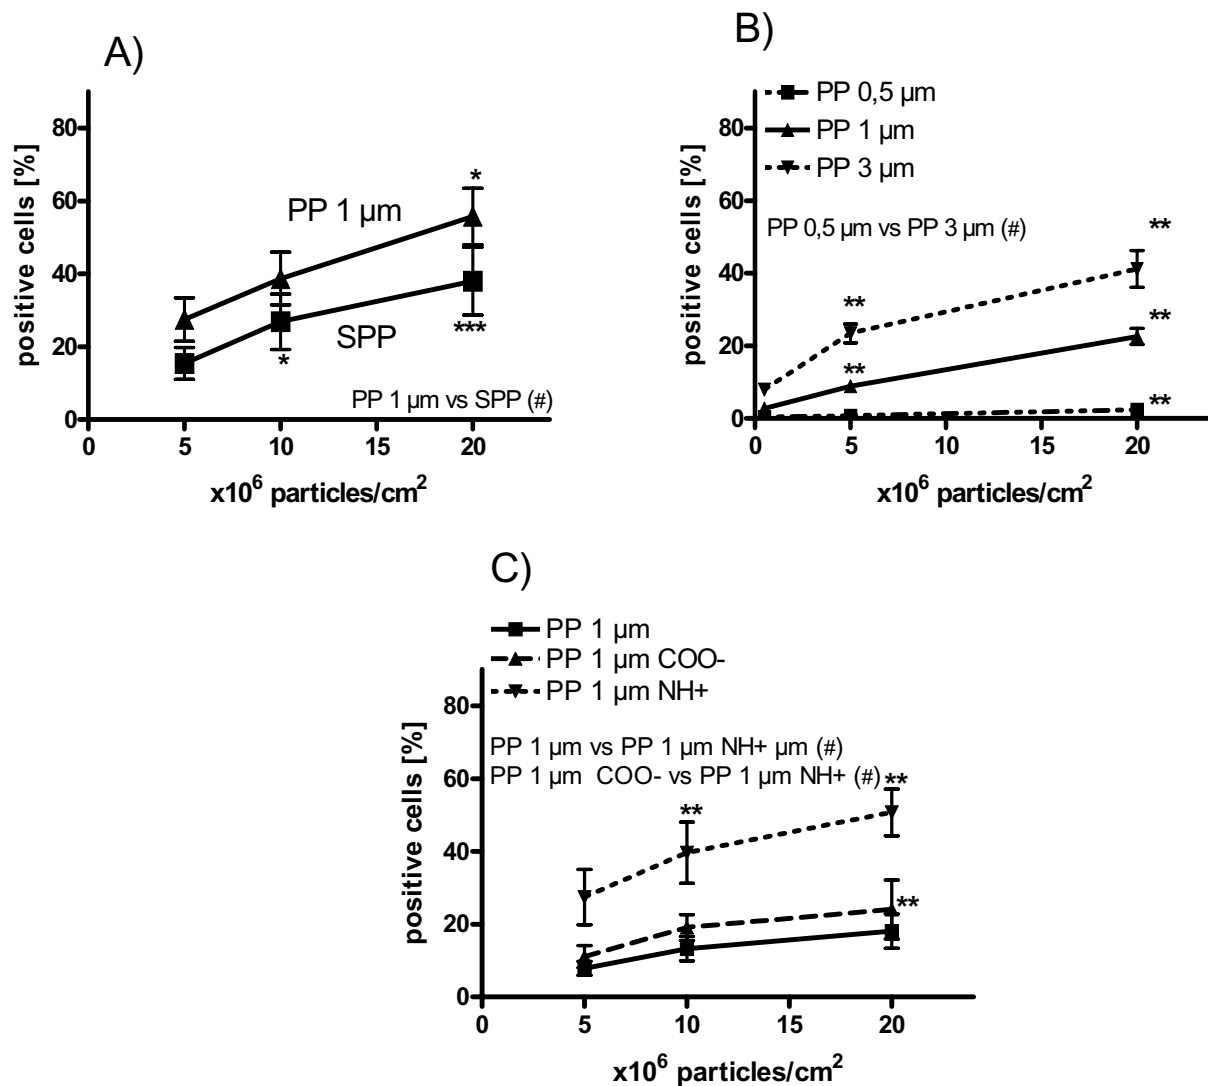 A)
positive cells [%]
80
60
40
20
0
*
PP 1 µm
SPP
*
***
PP 1 µm vs SPP (#)
0 5 10 15 20
x10⁶ particles/cm²
B)
PP 0,5 µm
PP 1 µm
PP 3 µm
positive cells [%]
80
60
40
20
0
PP 0,5 µm vs PP 3 µm (#)
**
**
**
**
**
0 5 10 15 20
x10⁶ particles/cm²
C)
PP 1 µm
PP 1 µm COO-
PP 1 µm NH+
positive cells [%]
80
60
40
20
0
PP 1 µm vs PP 1 µm NH+ µm (#)
PP 1 µm COO- vs PP 1 µm NH+ (#)
**
**
**
0 5 10 15 20
x10⁶ particles/cm²